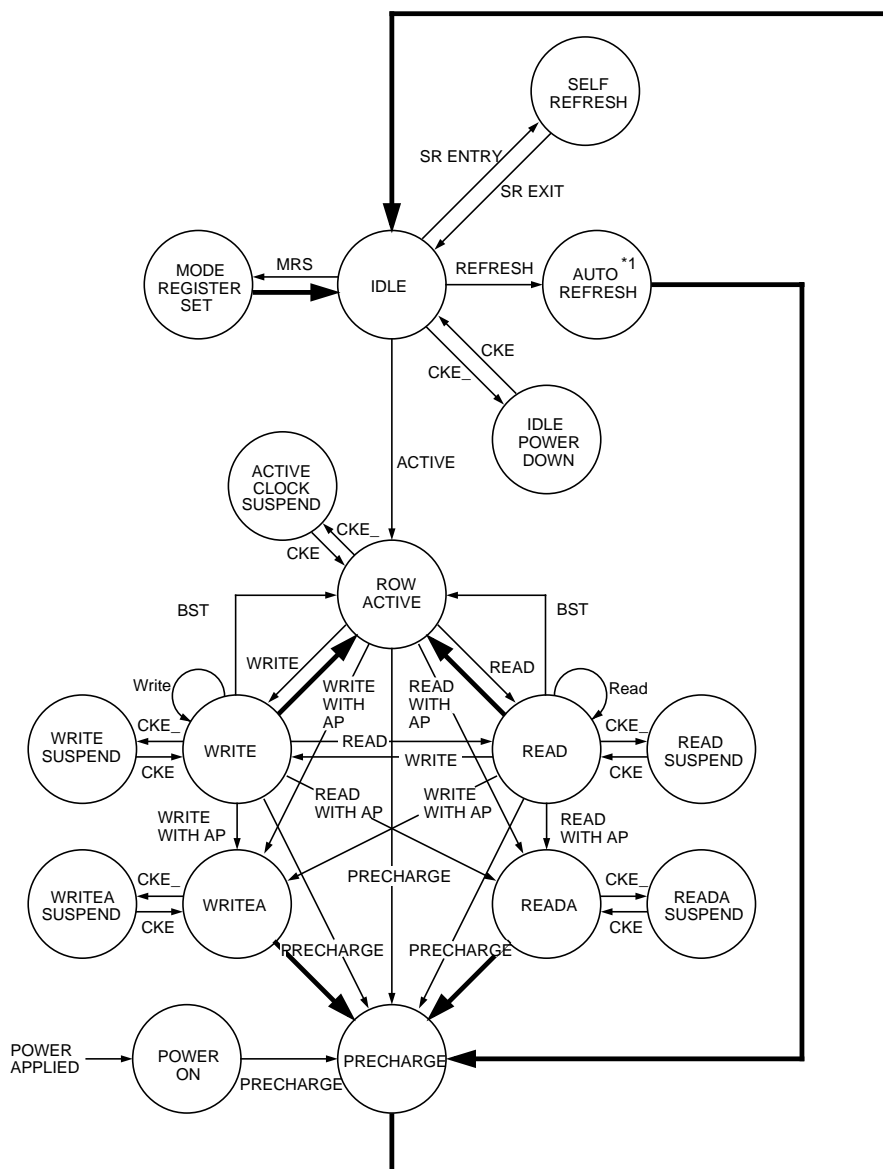 SELF
REFRESH
SR ENTRY
SR EXIT
MODE
REGISTER
SET
MRS
IDLE
REFRESH
AUTO *1
REFRESH
CKE
CKE_
IDLE
POWER
DOWN
ACTIVE
ACTIVE
CLOCK
SUSPEND
CKE_
CKE
ROW
ACTIVE
BST
BST
WRITE
READ
WRITE
WITH
AP
READ
WITH
AP
Write
Read
WRITE
SUSPEND
CKE_
CKE
WRITE
READ
WRITE
READ
CKE_
CKE
READ
SUSPEND
WRITE
WITH AP
READ
WITH AP
WRITE
WITH AP
READ
WITH AP
WRITEA
SUSPEND
CKE_
CKE
WRITEA
PRECHARGE
READA
CKE_
CKE
READA
SUSPEND
PRECHARGE
PRECHARGE
POWER
APPLIED
POWER
ON
PRECHARGE
PRECHARGE